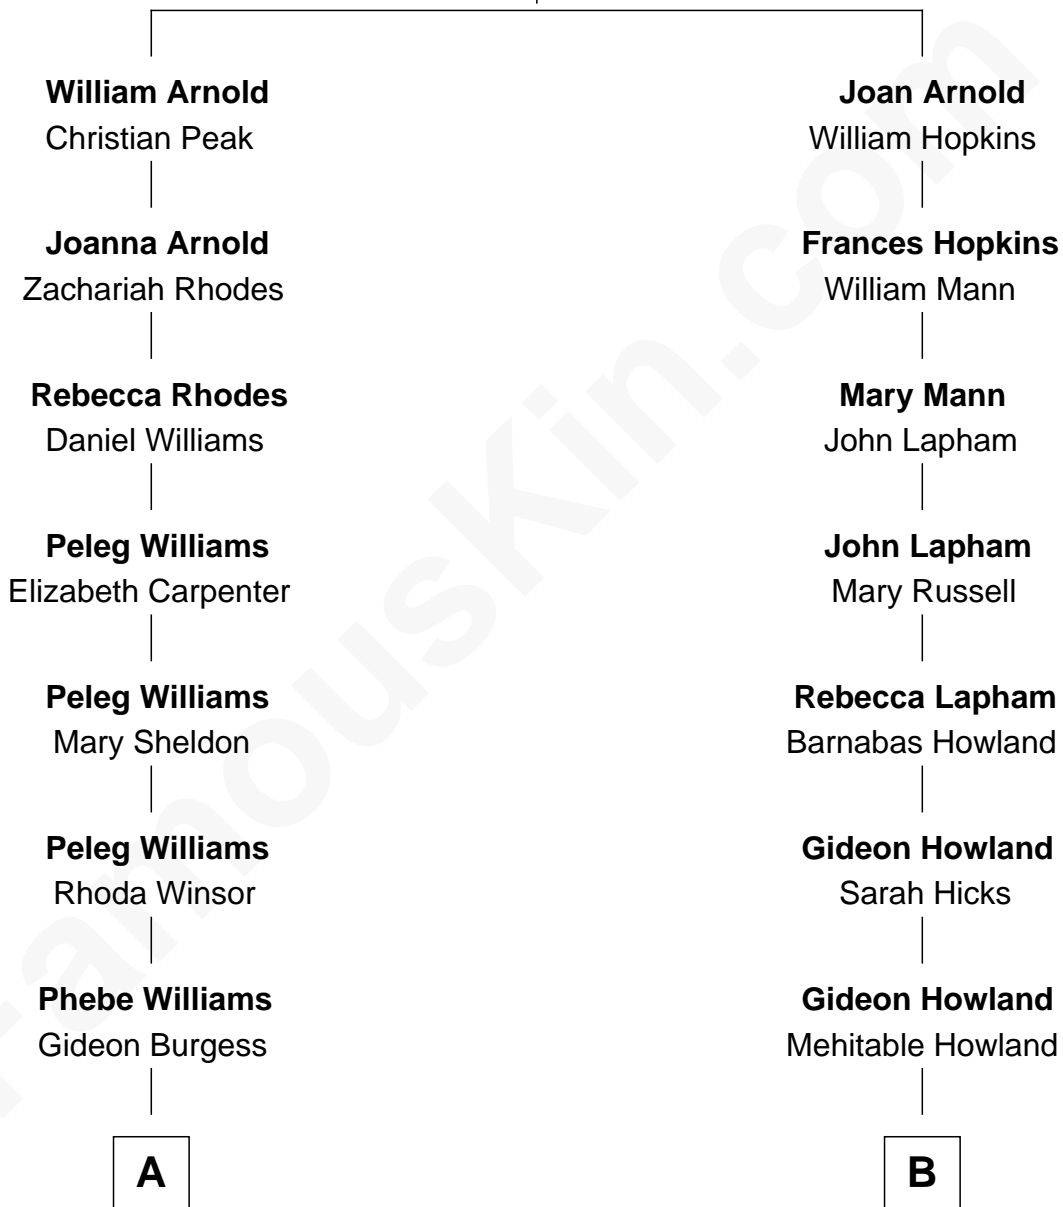 William Arnold
Christian Peak
Joan Arnold
William Hopkins
Joanna Arnold
Zachariah Rhodes
Frances Hopkins
William Mann
Rebecca Rhodes
Daniel Williams
Mary Mann
John Lapham
Peleg Williams
Elizabeth Carpenter
John Lapham
Mary Russell
Peleg Williams
Mary Sheldon
Rebecca Lapham
Barnabas Howland
Peleg Williams
Rhoda Winsor
Gideon Howland
Sarah Hicks
Phebe Williams
Gideon Burgess
Gideon Howland
Mehitable Howland
A
B
FamousKin.com